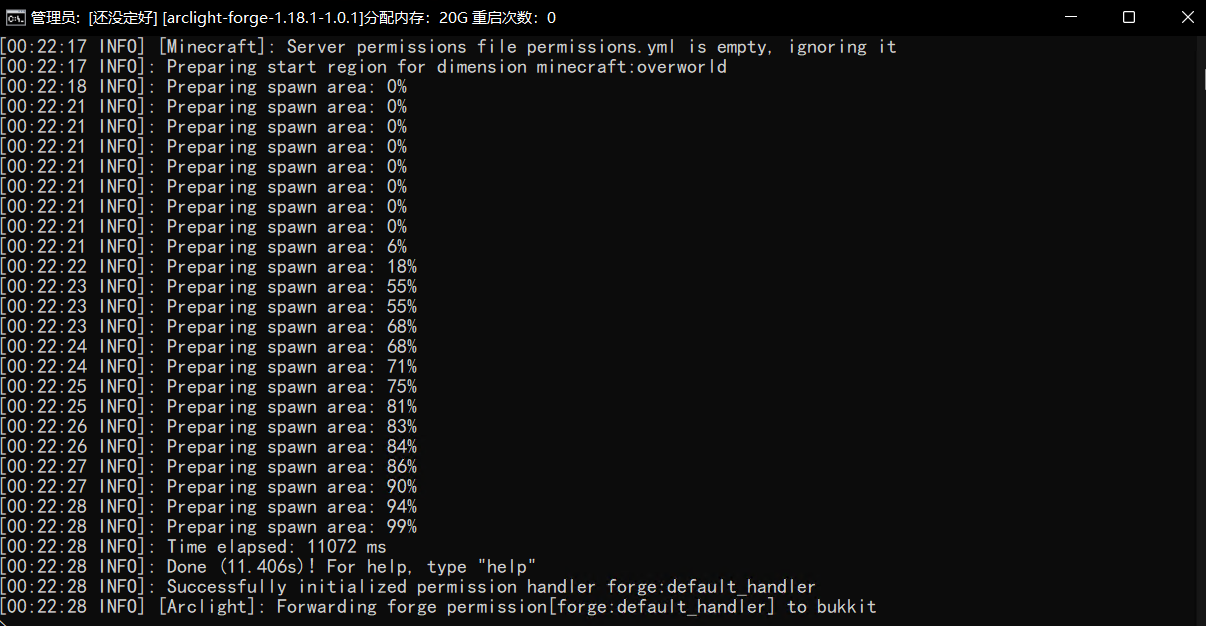 管理员: [还没定好] [arclight-forge-1.18.1-1.0.1]分配内存：20G 重启次数：0
[00:22:17 INFO] [Minecraft]: Server permissions file permissions.yml is empty, ignoring it
[00:22:17 INFO]: Preparing start region for dimension minecraft:overworld
[00:22:18 INFO]: Preparing spawn area: 0%
[00:22:21 INFO]: Preparing spawn area: 0%
[00:22:21 INFO]: Preparing spawn area: 0%
[00:22:21 INFO]: Preparing spawn area: 0%
[00:22:21 INFO]: Preparing spawn area: 0%
[00:22:21 INFO]: Preparing spawn area: 0%
[00:22:21 INFO]: Preparing spawn area: 0%
[00:22:21 INFO]: Preparing spawn area: 0%
[00:22:21 INFO]: Preparing spawn area: 6%
[00:22:22 INFO]: Preparing spawn area: 18%
[00:22:23 INFO]: Preparing spawn area: 55%
[00:22:23 INFO]: Preparing spawn area: 55%
[00:22:23 INFO]: Preparing spawn area: 68%
[00:22:24 INFO]: Preparing spawn area: 68%
[00:22:24 INFO]: Preparing spawn area: 71%
[00:22:25 INFO]: Preparing spawn area: 75%
[00:22:25 INFO]: Preparing spawn area: 81%
[00:22:26 INFO]: Preparing spawn area: 83%
[00:22:26 INFO]: Preparing spawn area: 84%
[00:22:27 INFO]: Preparing spawn area: 86%
[00:22:27 INFO]: Preparing spawn area: 90%
[00:22:28 INFO]: Preparing spawn area: 94%
[00:22:28 INFO]: Preparing spawn area: 99%
[00:22:28 INFO]: Time elapsed: 11072 ms
[00:22:28 INFO]: Done (11.406s)! For help, type "help"
[00:22:28 INFO]: Successfully initialized permission handler forge:default_handler
[00:22:28 INFO] [Arclight]: Forwarding forge permission[forge:default_handler] to bukkit